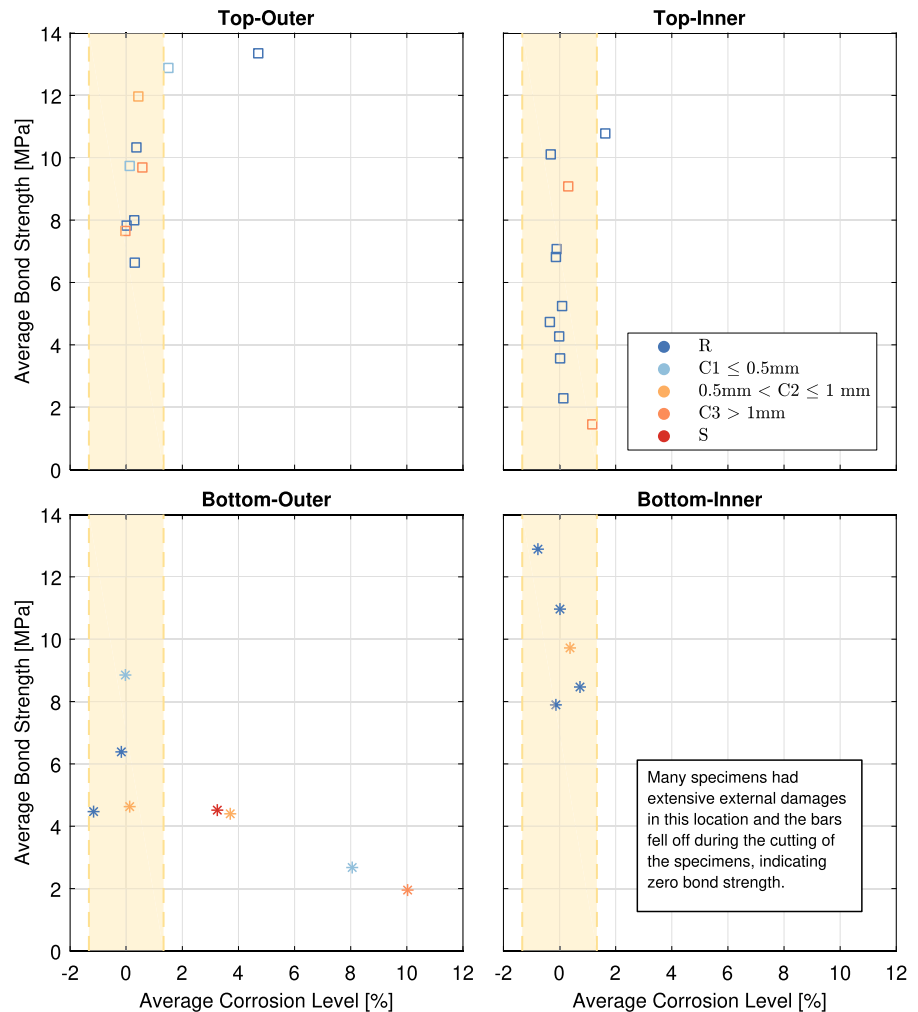 Top-Outer
Top-Inner
14
12
10
8
6
4
2
0
Average Bond Strength [MPa]
R
C1 ≤ 0.5mm
0.5mm < C2 ≤ 1 mm
C3 > 1mm
S
Bottom-Outer
Bottom-Inner
14
12
10
8
6
4
2
0
Average Bond Strength [MPa]
Many specimens had
extensive external damages
in this location and the bars
fell off during the cutting of
the specimens, indicating
zero bond strength.
-2 0 2 4 6 8 10 12
-2 0 2 4 6 8 10 12
Average Corrosion Level [%]
Average Corrosion Level [%]